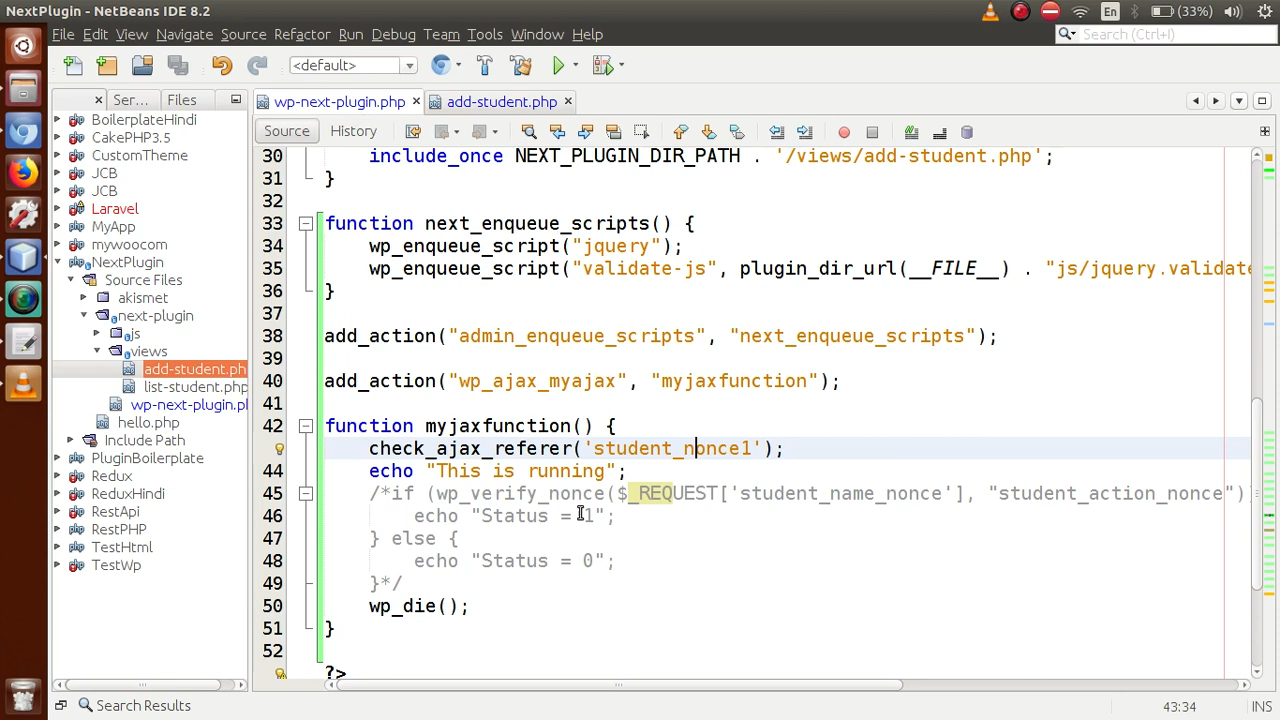 NextPlugin - NetBeans IDE 8.2
En
(33%)
File Edit View Navigate Source Refactor Run Debug Team Tools Window Help
Search (Ctrl+I)
<default>
Ser... Files
wp-next-plugin.php
add-student.php
Source
History
BoilerplateHindi
CakePHP3.5
CustomTheme
JCB
JCB
Laravel
MyApp
mywoocom
NextPlugin
Source Files
akismet
next-plugin
js
views
add-student.ph
list-student.php
wp-next-plugin.pl
hello.php
Include Path
PluginBoilerplate
Redux
ReduxHindi
RestApi
RestPHP
TestHtml
TestWp
30 include_once NEXT_PLUGIN_DIR_PATH . '/views/add-student.php';
31 }
32
33 function next_enqueue_scripts() {
34 wp_enqueue_script("jquery");
35 wp_enqueue_script("validate-js", plugin_dir_url(__FILE__) . "js/jquery.validate
36 }
37
38 add_action("admin_enqueue_scripts", "next_enqueue_scripts");
39
40 add_action("wp_ajax_myajax", "myjaxfunction");
41
42 function myjaxfunction() {
check_ajax_referer('student_nonce1');
44 echo "This is running";
45 /*if (wp_verify_nonce($_REQUEST['student_name_nonce'], "student_action_nonce")
46 echo "Status = 1";
47 } else {
48 echo "Status = 0";
49 }*/
50 wp_die();
51 }
52
?>
Search Results
43:34
INS